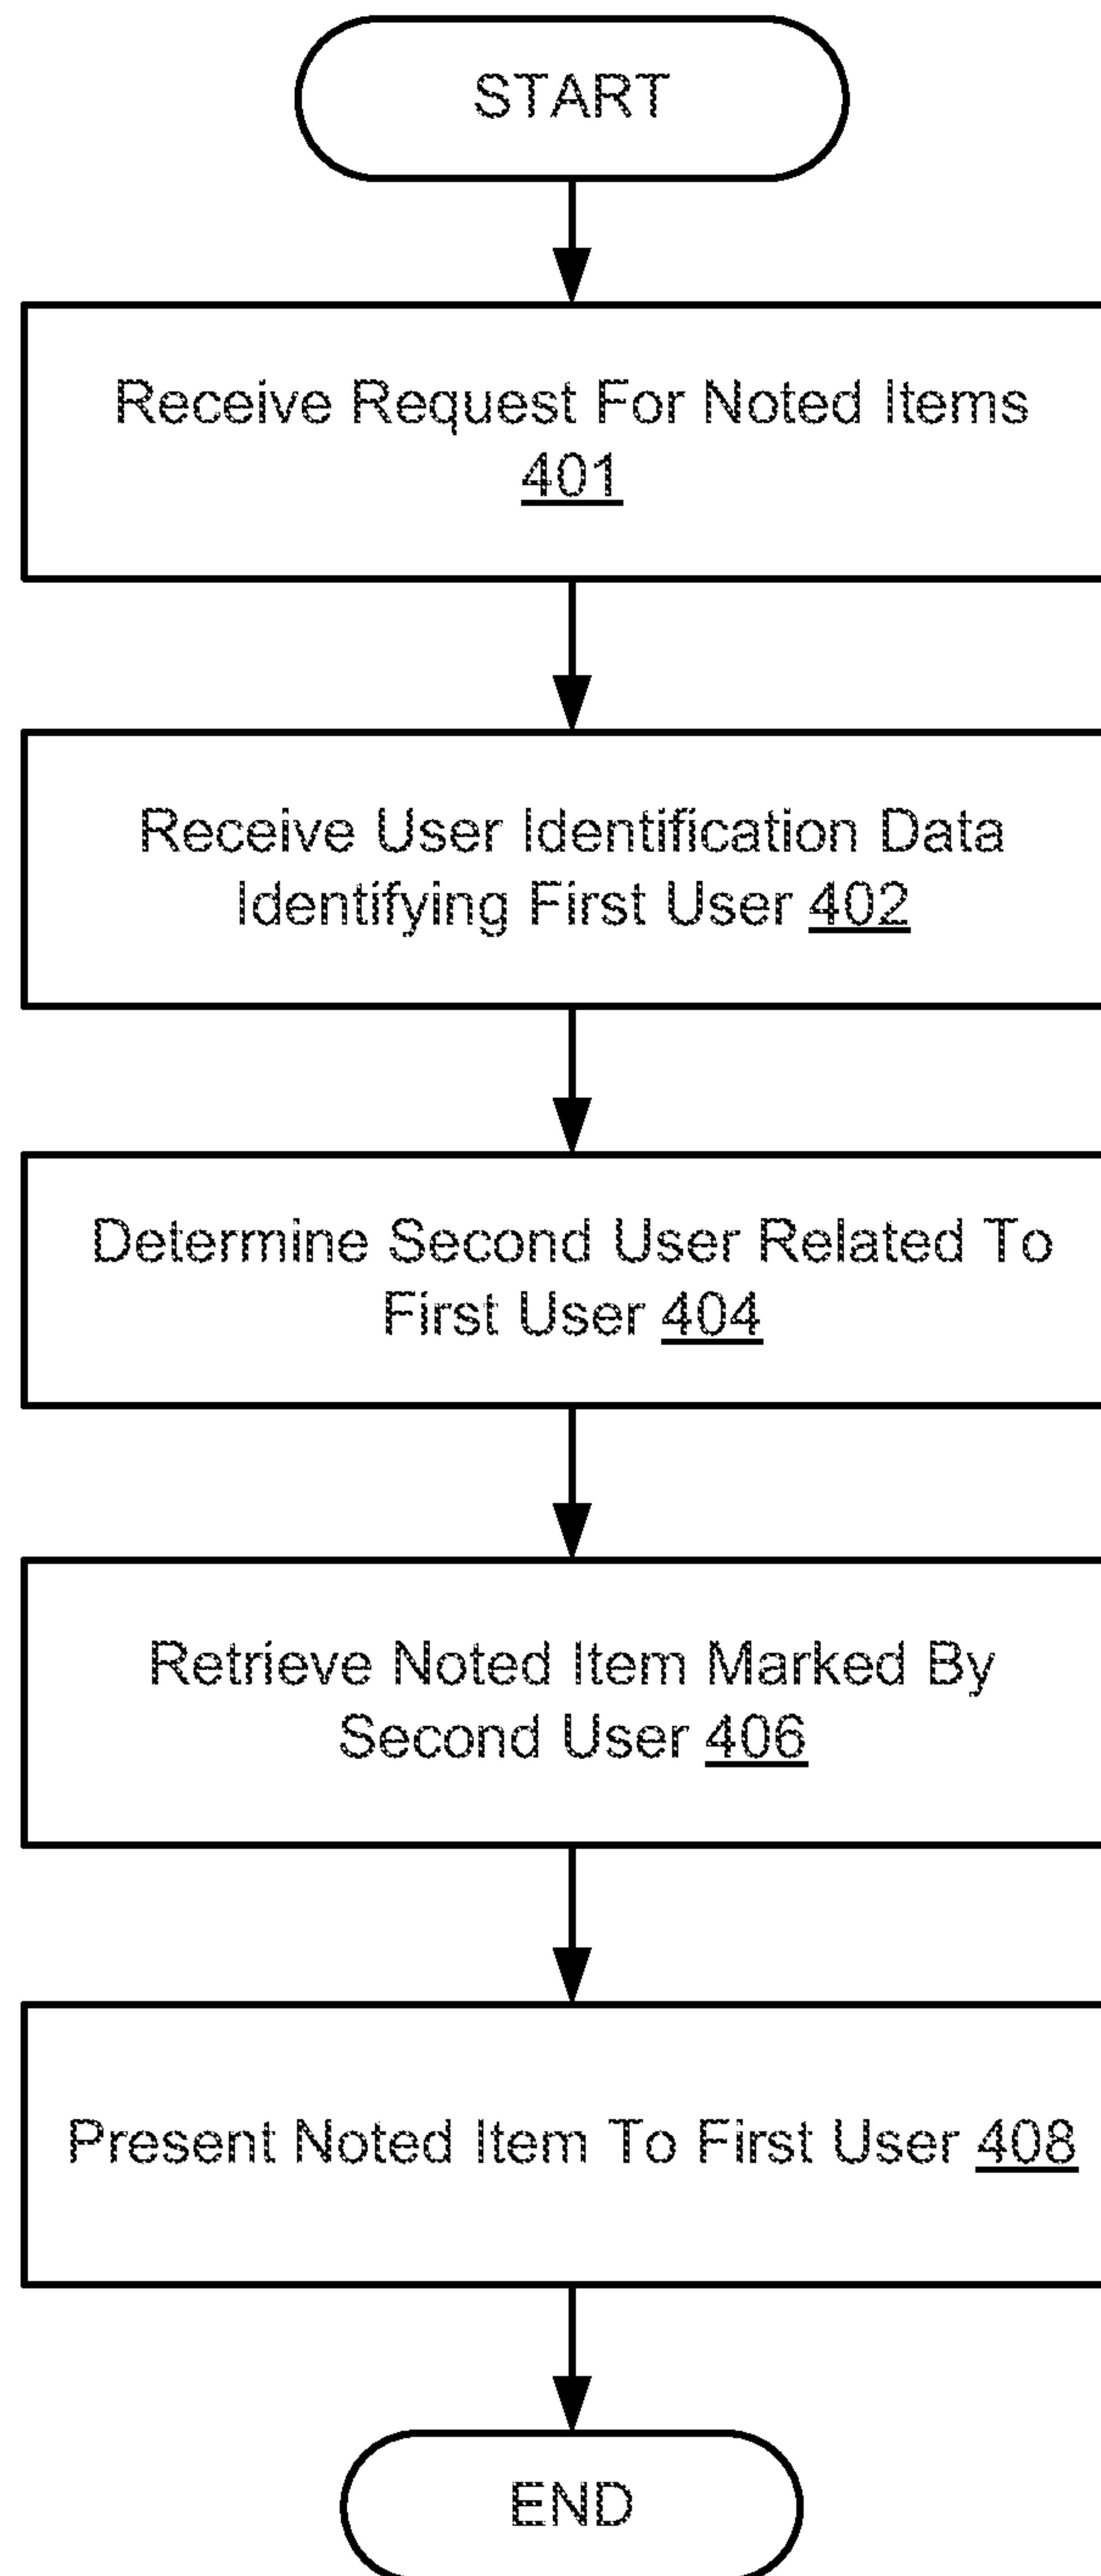 START
Receive Request For Noted Items
401
Receive User Identification Data
Identifying First User 402
Determine Second User Related To
First User 404
Retrieve Noted Item Marked By
Second User 406
Present Noted Item To First User 408
END